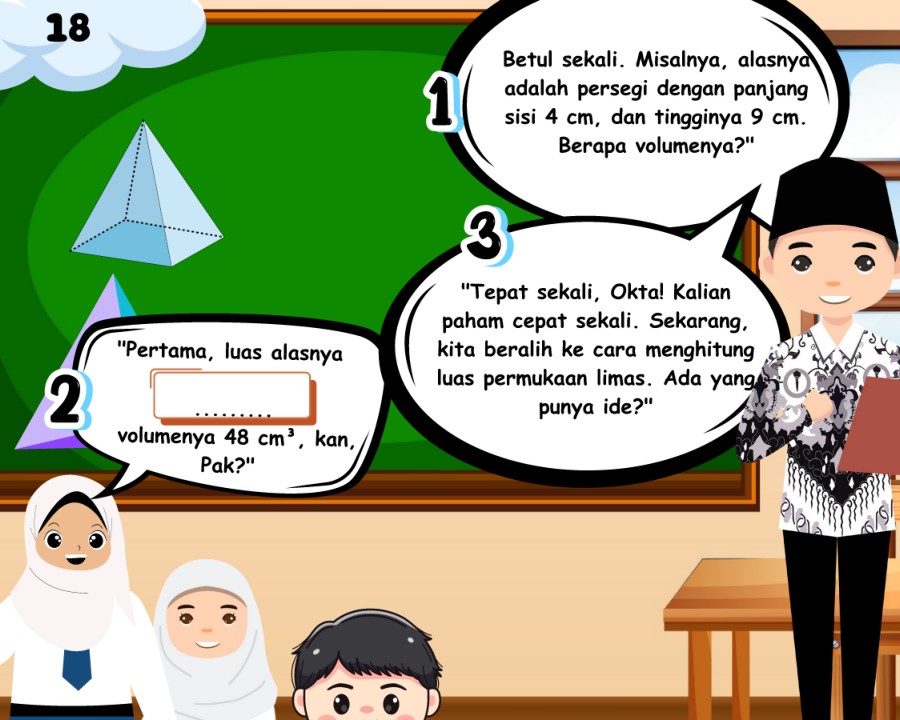 18
1
Betul sekali. Misalnya, alasnya
adalah persegi dengan panjang
sisi 4 cm, dan tingginya 9 cm.
Berapa volumenya?"
2
"Pertama, luas alasnya
.........
volumenya 48 cm³, kan,
Pak?"
3
"Tepat sekali, Okta! Kalian
paham cepat sekali. Sekarang,
kita beralih ke cara menghitung
luas permukaan limas. Ada yang
punya ide?"